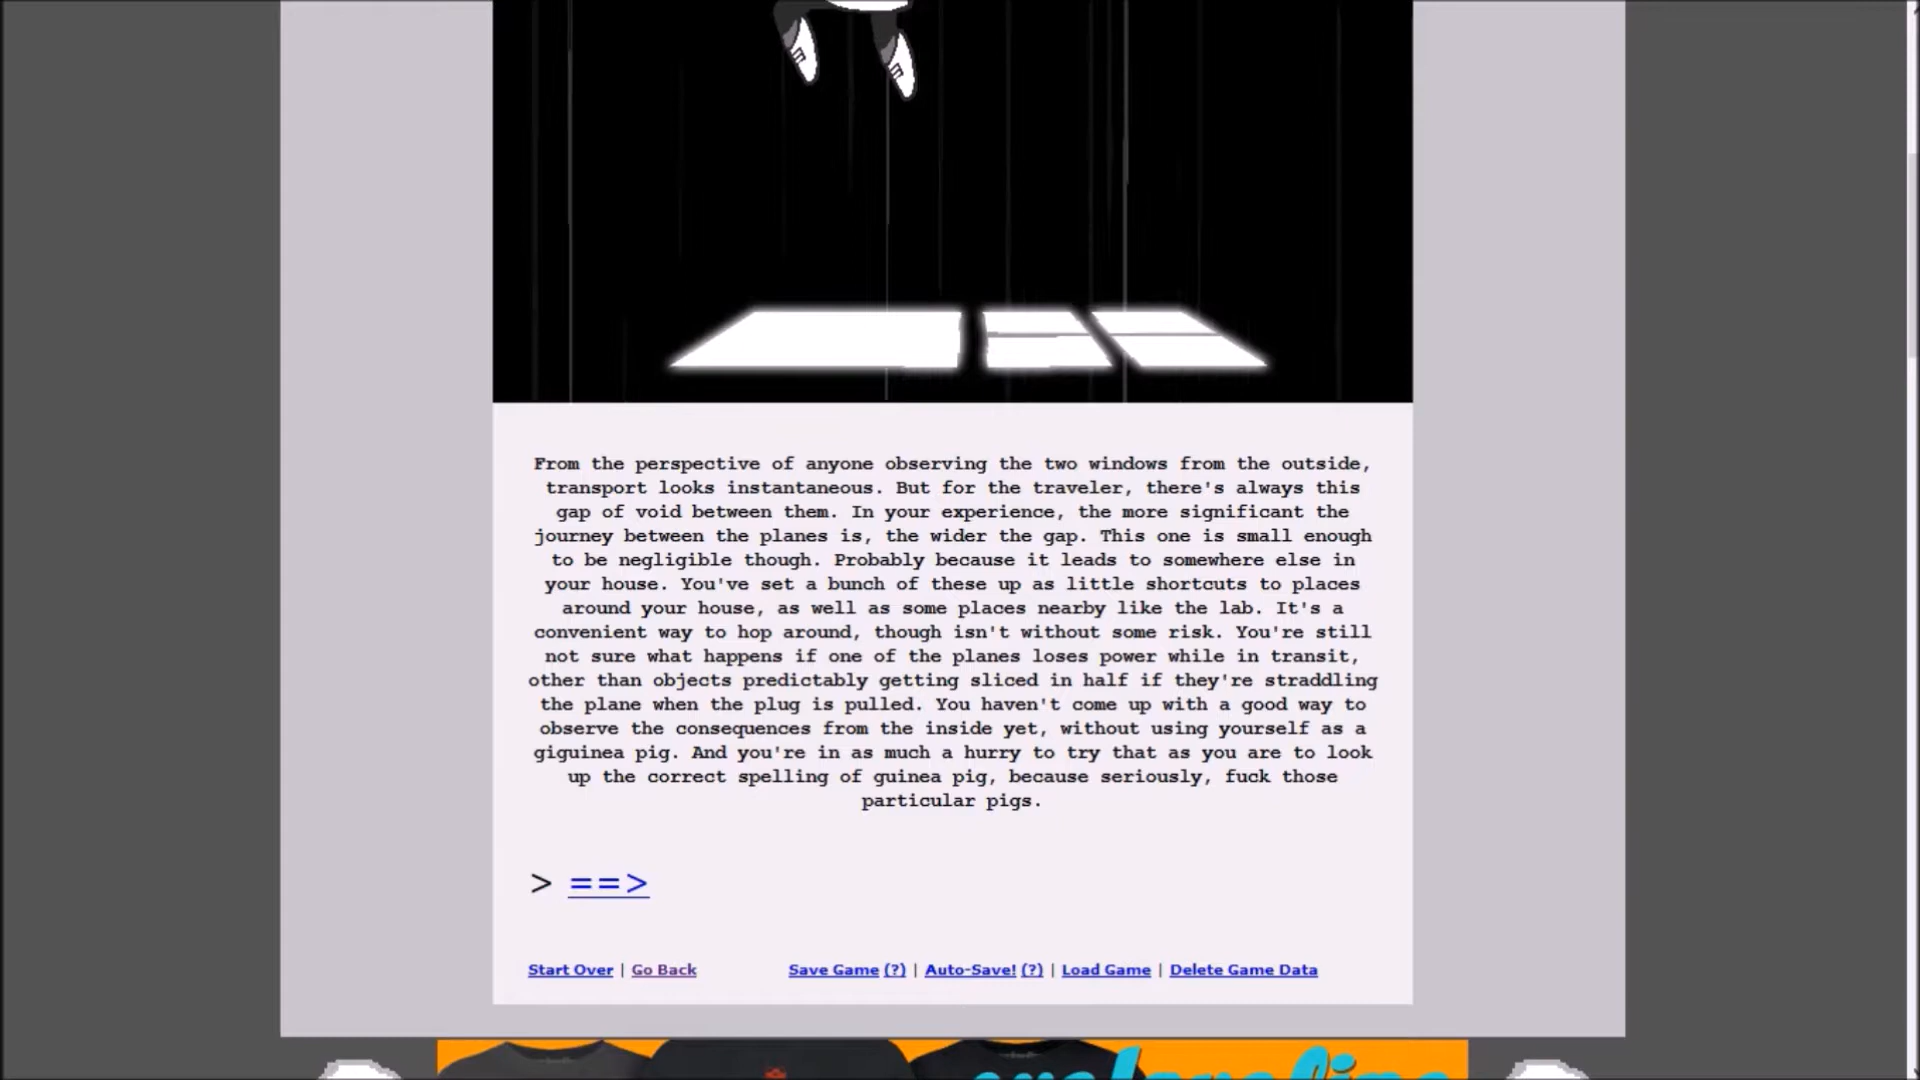 From the perspective of anyone observing the two windows from the outside,
transport looks instantaneous. But for the traveler, there's always this
gap of void between them. In your experience, the more significant the
journey between the planes is, the wider the gap. This one is small enough
to be negligible though. Probably because it leads to somewhere else in
your house. You've set a bunch of these up as little shortcuts to places
around your house, as well as some places nearby like the lab. It's a
convenient way to hop around, though isn't without some risk. You're still
not sure what happens if one of the planes loses power while in transit,
other than objects predictably getting sliced in half if they're straddling
the plane when the plug is pulled. You haven't come up with a good way to
observe the consequences from the inside yet, without using yourself as a
giguinea pig. And you're in as much a hurry to try that as you are to look
up the correct spelling of guinea pig, because seriously, fuck those
particular pigs.
> ==>
Start Over | Go Back Save Game (?) | Auto-Save! (?) | Load Game | Delete Game Data